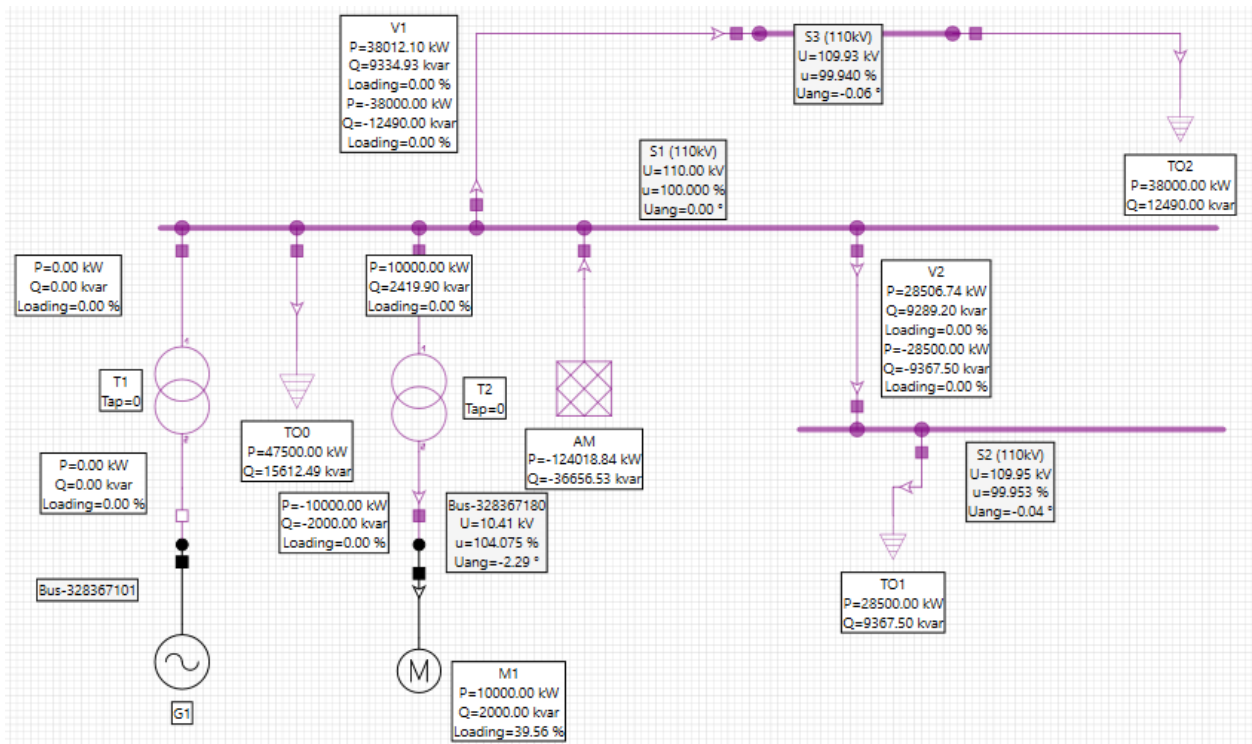 V1
P=38012.10 kW
Q=9334.93 kvar
Loading=0.00 %
P=-38000.00 kW
Q=-12490.00 kvar
Loading=0.00 %
S3 (110kV)
U=109.93 kV
u=99.940 %
Uang=-0.06 °
S1 (110kV)
U=110.00 kV
u=100.000 %
Uang=0.00 °
TO2
P=38000.00 kW
Q=12490.00 kvar
P=0.00 kW
Q=0.00 kvar
Loading=0.00 %
P=10000.00 kW
Q=2419.90 kvar
Loading=0.00 %
V2
P=28506.74 kW
Q=9289.20 kvar
Loading=0.00 %
P=-28500.00 kW
Q=-9367.50 kvar
Loading=0.00 %
1
1
T1
Tap=0
T2
Tap=0
2
2
TO0
P=47500.00 kW
Q=15612.49 kvar
AM
P=-124018.84 kW
Q=-36656.53 kvar
P=0.00 kW
Q=0.00 kvar
Loading=0.00 %
P=-10000.00 kW
Q=-2000.00 kvar
Loading=0.00 %
Bus-328367180
U=10.41 kV
u=104.075 %
Uang=-2.29 °
S2 (110kV)
U=109.95 kV
u=99.953 %
Uang=-0.04 °
Bus-328367101
TO1
P=28500.00 kW
Q=9367.50 kvar
M
M1
P=10000.00 kW
Q=2000.00 kvar
Loading=39.56 %
G1